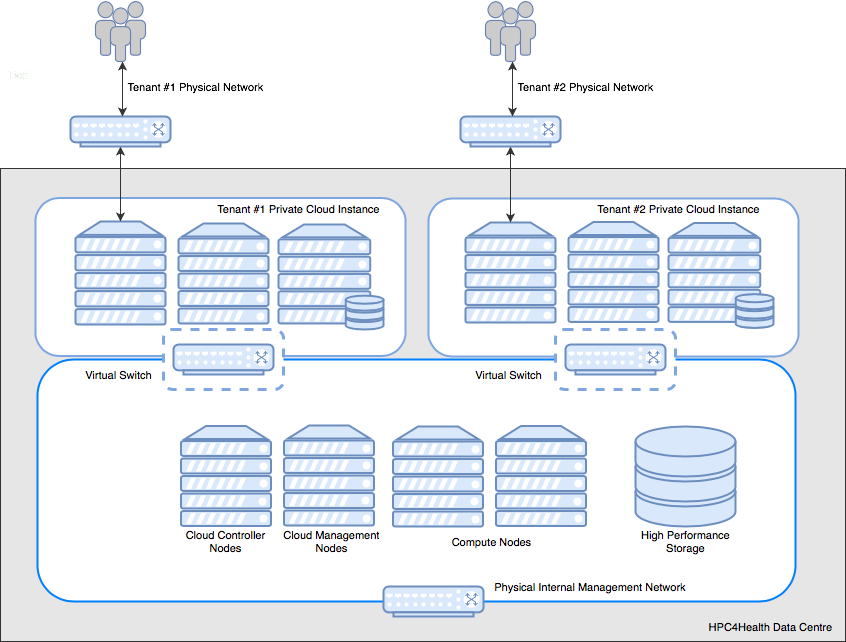 Tenant #1 Physical Network
Tenant #2 Physical Network
Tenant #1 Private Cloud Instance
Tenant #2 Private Cloud Instance
Virtual Switch
Virtual Switch
Cloud Controller
Nodes
Cloud Management
Nodes
Compute Nodes
High Performance
Storage
Physical Internal Management Network
HPC4Health Data Centre